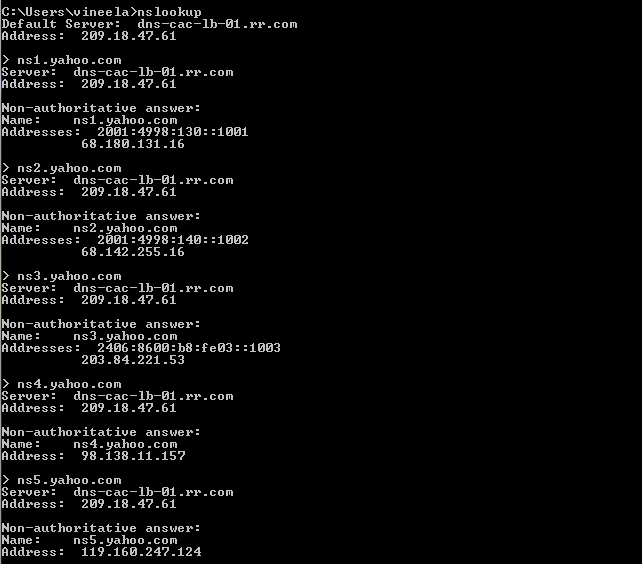 C:\Users\vineela>nslookup
Default Server:  dns-cac-lb-01.rr.com
Address:  209.18.47.61
> ns1.yahoo.com
Server:  dns-cac-lb-01.rr.com
Address:  209.18.47.61
Non-authoritative answer:
Name:    ns1.yahoo.com
Addresses:  2001:4998:130::1001
          68.180.131.16
> ns2.yahoo.com
Server:  dns-cac-lb-01.rr.com
Address:  209.18.47.61
Non-authoritative answer:
Name:    ns2.yahoo.com
Addresses:  2001:4998:140::1002
          68.142.255.16
> ns3.yahoo.com
Server:  dns-cac-lb-01.rr.com
Address:  209.18.47.61
Non-authoritative answer:
Name:    ns3.yahoo.com
Addresses:  2406:8600:b8:fe03::1003
          203.84.221.53
> ns4.yahoo.com
Server:  dns-cac-lb-01.rr.com
Address:  209.18.47.61
Non-authoritative answer:
Name:    ns4.yahoo.com
Address:  98.138.11.157
> ns5.yahoo.com
Server:  dns-cac-lb-01.rr.com
Address:  209.18.47.61
Non-authoritative answer:
Name:    ns5.yahoo.com
Address:  119.160.247.124